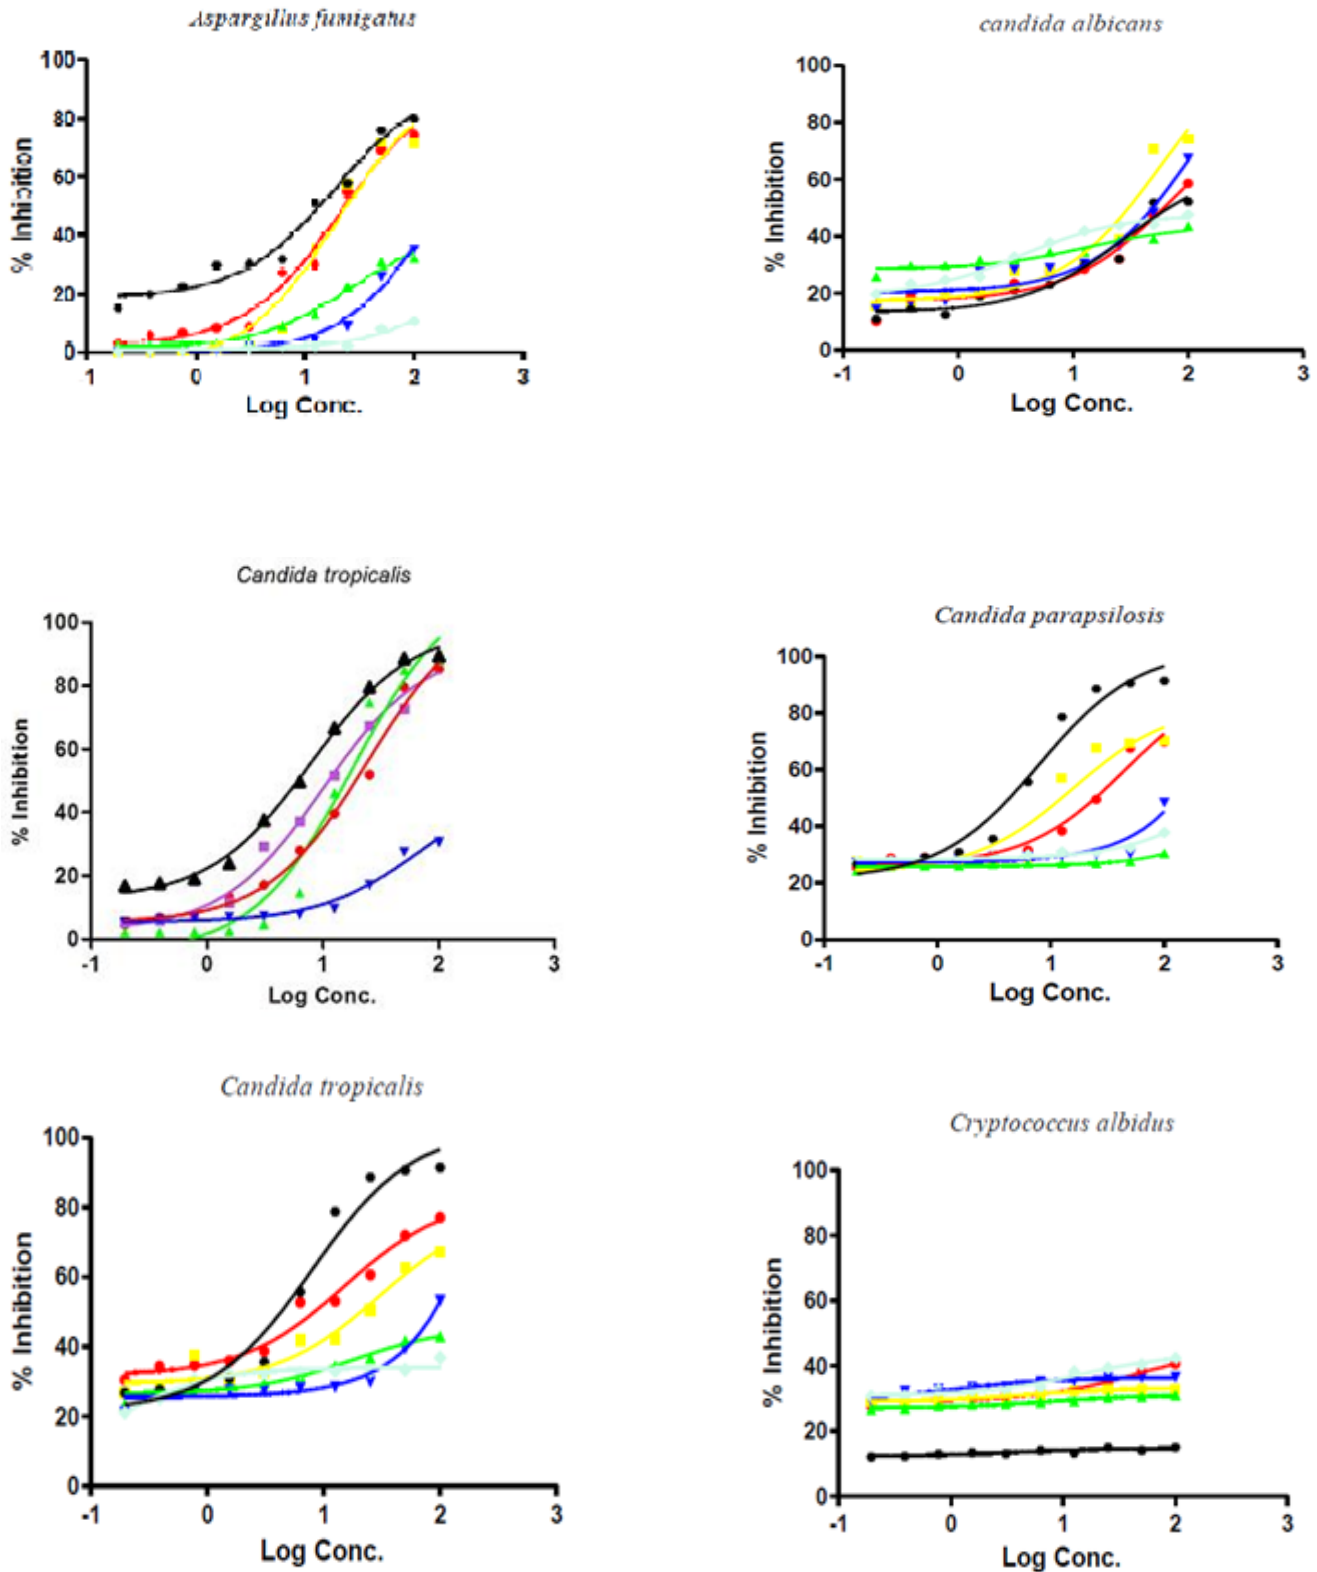 Aspargillus fumigatus
100
80
60
40
20
0
% Inhibition
-1 0 1 2 3
Log Conc.
candida albicans
100
80
60
40
20
0
% Inhibition
-1 0 1 2 3
Log Conc.
Candida tropicalis
100
80
60
40
20
0
% Inhibition
-1 0 1 2 3
Log Conc.
Candida parapsilosis
100
80
60
40
20
0
% Inhibition
-1 0 1 2 3
Log Conc.
Candida tropicalis
100
80
60
40
20
0
% Inhibition
-1 0 1 2 3
Log Conc.
Cryptococcus albidus
100
80
60
40
20
0
% Inhibition
-1 0 1 2 3
Log Conc.